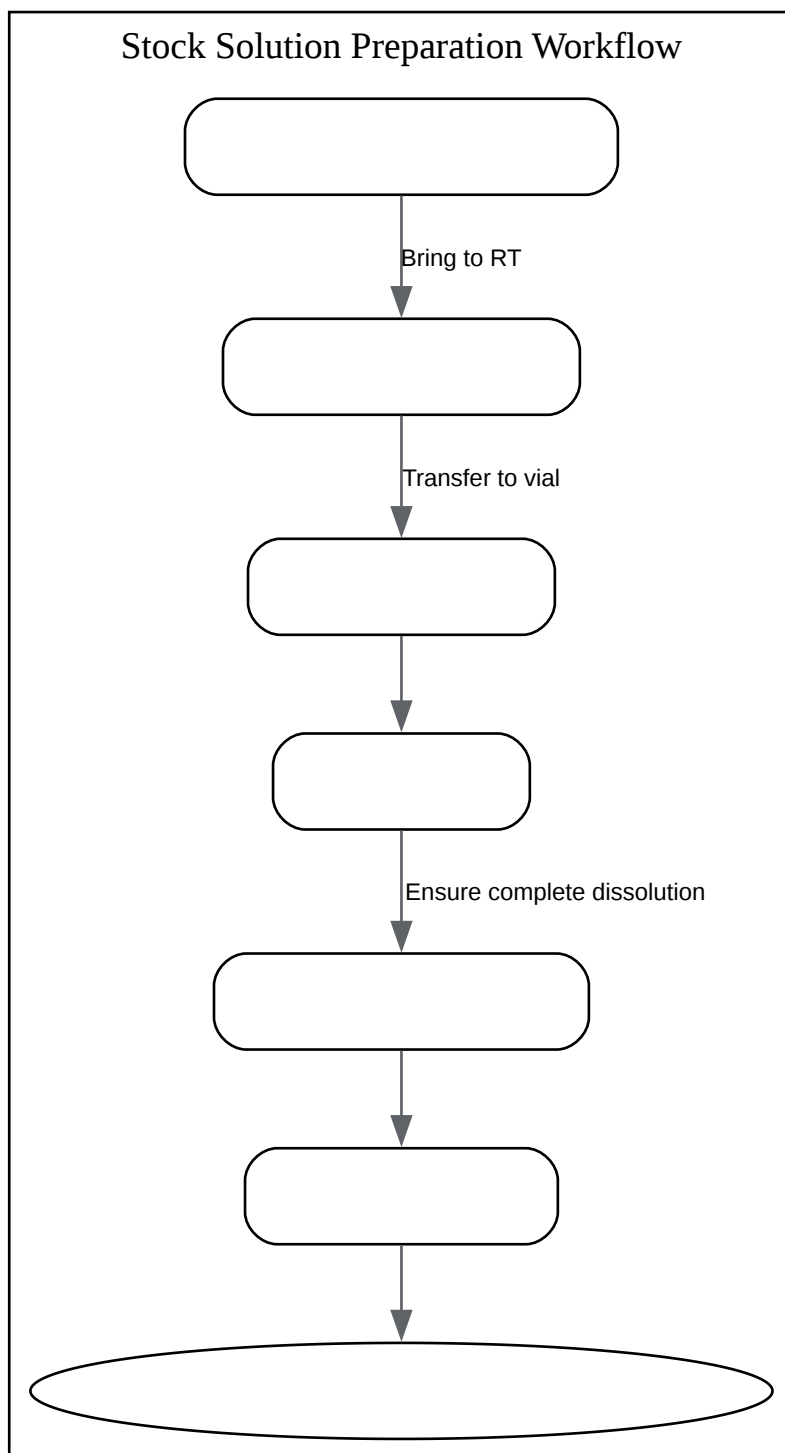 Stock Solution Preparation Workflow
Bring to RT
Transfer to vial
Ensure complete dissolution